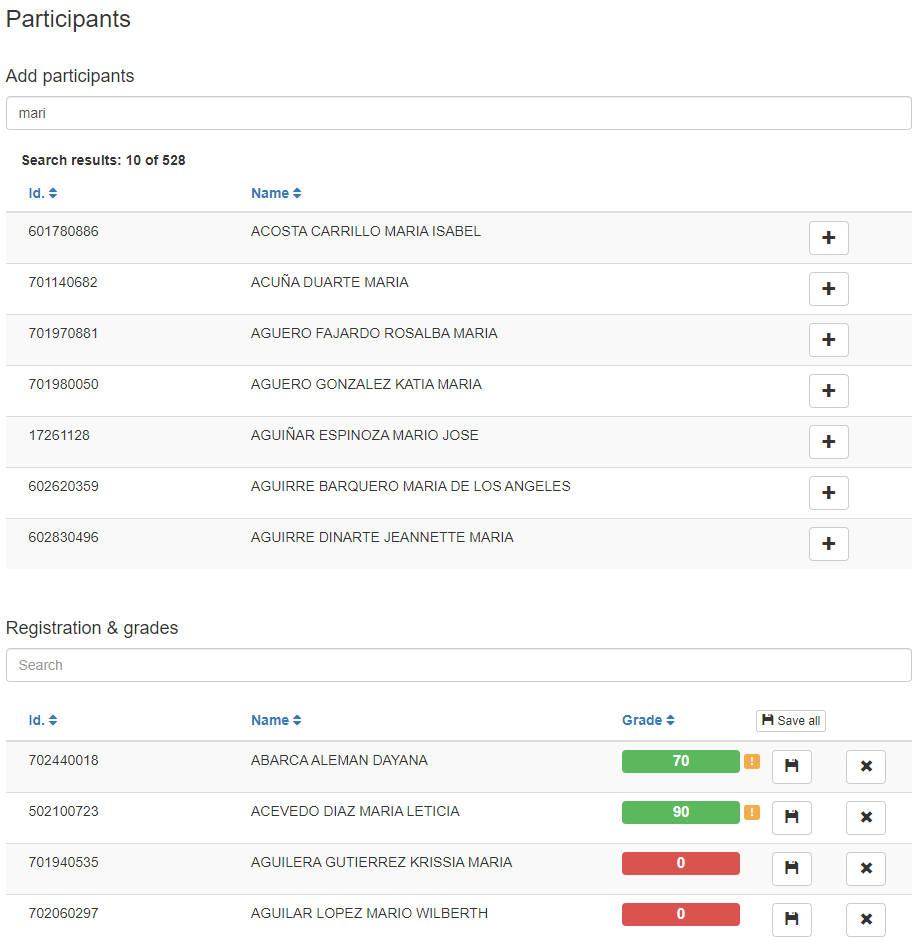 Participants
Add participants
mari
Search results: 10 of 528
Id. Name
601780886 ACOSTA CARRILLO MARIA ISABEL
701140682 ACUÑA DUARTE MARIA
701970881 AGUERO FAJARDO ROSALBA MARIA
701980050 AGUERO GONZALEZ KATIA MARIA
17261128 AGUIÑAR ESPINOZA MARIO JOSE
602620359 AGUIRRE BARQUERO MARIA DE LOS ANGELES
602830496 AGUIRRE DINARTE JEANNETTE MARIA
Registration & grades
Search
Id. Name Grade Save all
702440018 ABARCA ALEMAN DAYANA 70 !
502100723 ACEVEDO DIAZ MARIA LETICIA 90 !
701940535 AGUILERA GUTIERREZ KRISSIA MARIA 0
702060297 AGUILAR LOPEZ MARIO WILBERTH 0